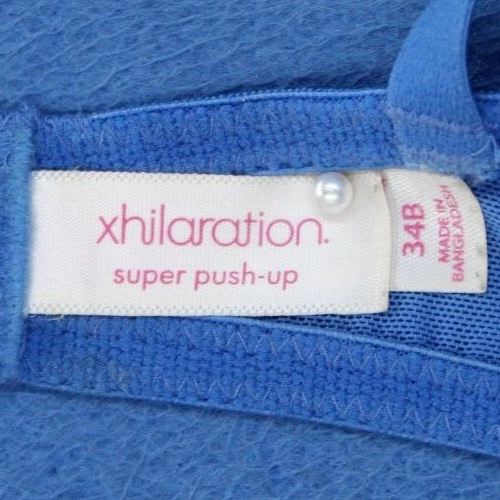 xhilaration.
super push-up
34B
MADE IN
BANGLADESH